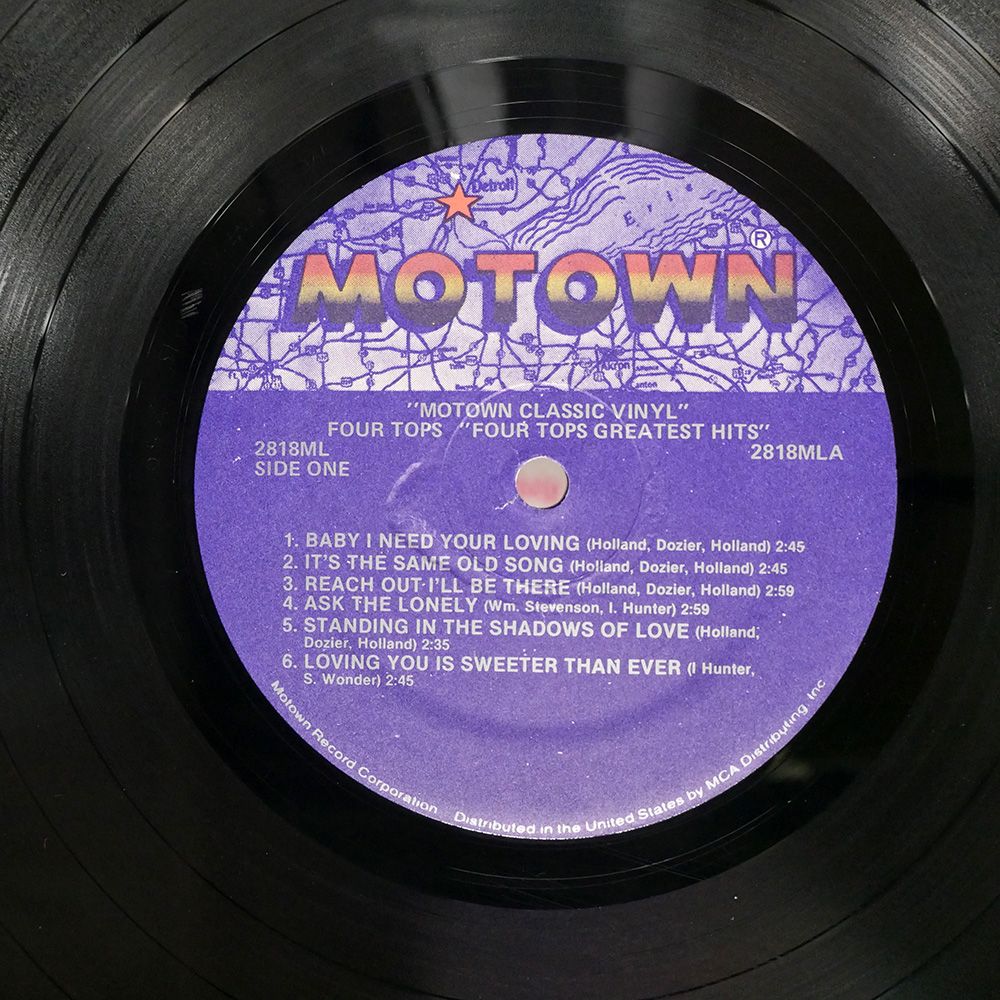 Detroit
Erie
MOTOWN®
Akron
anton
"MOTOWN CLASSIC VINYL"
FOUR TOPS "FOUR TOPS GREATEST HITS"
2818ML 2818MLA
SIDE ONE
1. BABY I NEED YOUR LOVING (Holland, Dozier, Holland) 2:45
2. IT'S THE SAME OLD SONG (Holland, Dozier, Holland) 2:45
3. REACH OUT I'LL BE THERE (Holland, Dozier, Holland) 2:59
4. ASK THE LONELY (Wm. Stevenson, I. Hunter) 2:59
5. STANDING IN THE SHADOWS OF LOVE (Holland,
Dozier, Holland) 2:35
6. LOVING YOU IS SWEETER THAN EVER (I Hunter,
S. Wonder) 2:45
Motown Record Corporation Distributed in the United States by MCA Distributing, Inc